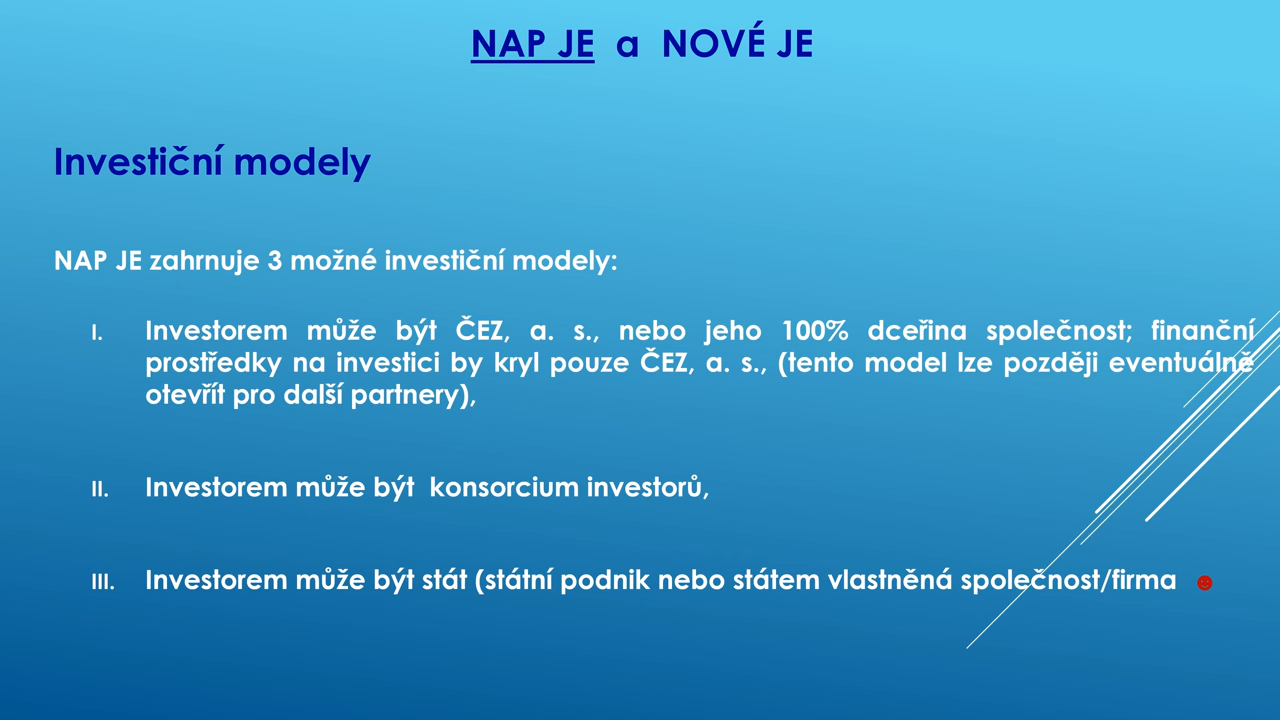 NAP JE a NOVÉ JE
Investiční modely
NAP JE zahrnuje 3 možné investiční modely:
I. Investorem může být ČEZ, a. s., nebo jeho 100% dceřina společnost; finanční
prostředky na investici by kryl pouze ČEZ, a. s., (tento model lze později eventuálně
otevřít pro další partnery),
II. Investorem může být konsorcium investorů,
III. Investorem může být stát (státní podnik nebo státem vlastněná společnost/firma ☻